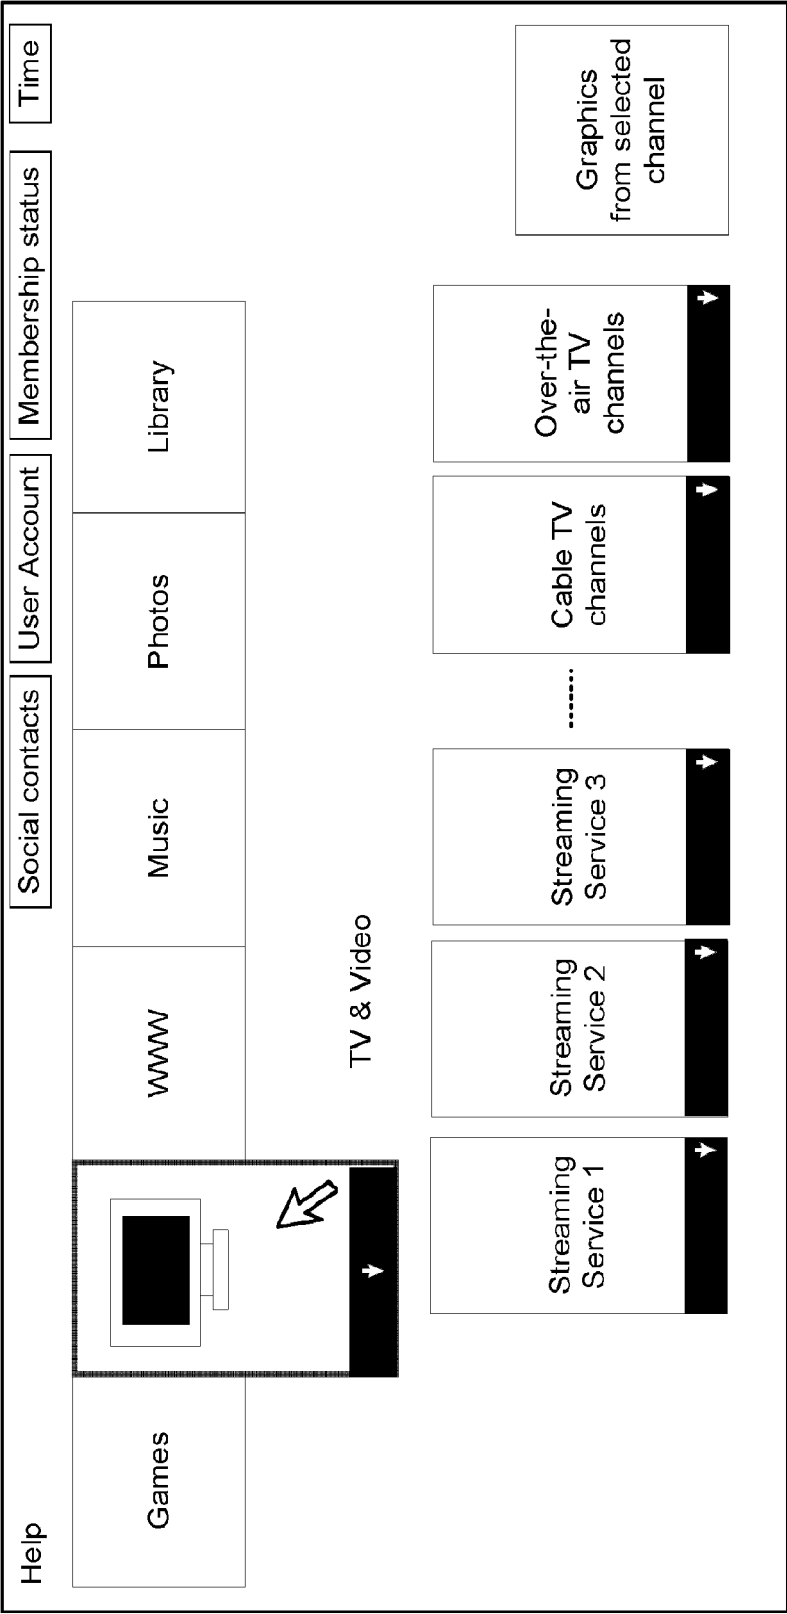 Help
Social contacts
User Account
Membership status
Time
Games
WWW
Music
Photos
Library
TV & Video
Streaming
Service 1
Streaming
Service 2
Streaming
Service 3
Cable TV
channels
Over-the-
air TV
channels
Graphics
from selected
channel